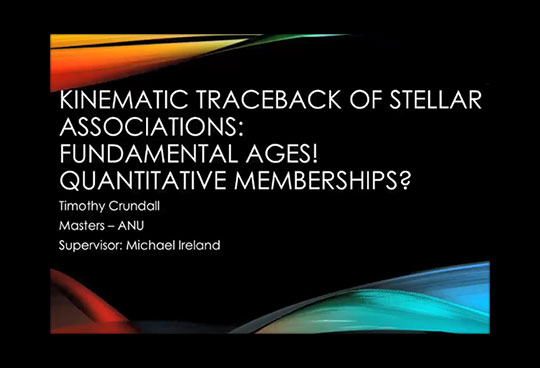 KINEMATIC TRACEBACK OF STELLAR
ASSOCIATIONS:
FUNDAMENTAL AGES!
QUANTITATIVE MEMBERSHIPS?
Timothy Crundall
Masters – ANU
Supervisor: Michael Ireland